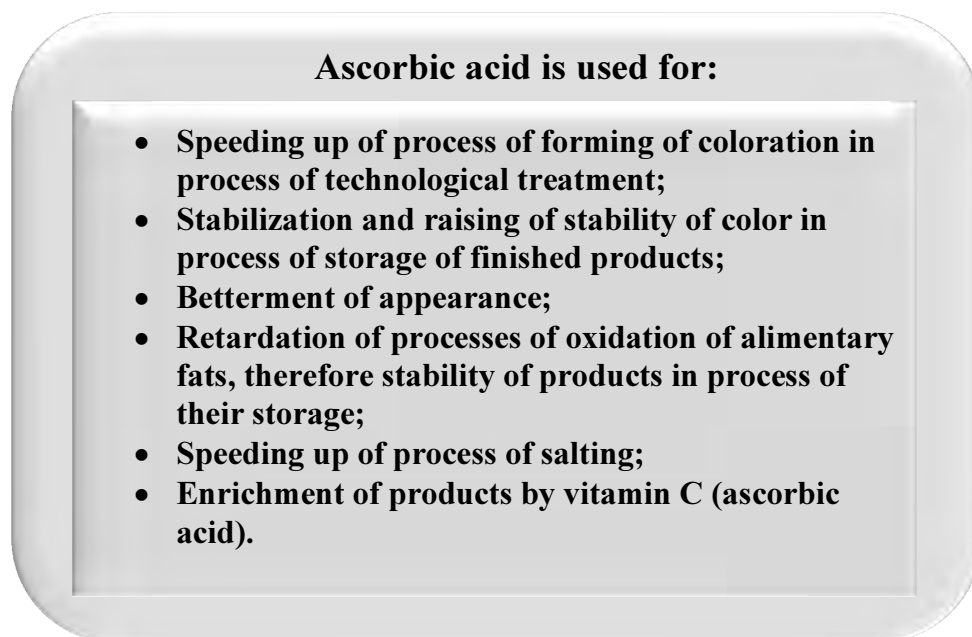 Ascorbic acid is used for:
• Speeding up of process of forming of coloration in
process of technological treatment;
• Stabilization and raising of stability of color in
process of storage of finished products;
• Betterment of appearance;
• Retardation of processes of oxidation of alimentary
fats, therefore stability of products in process of
their storage;
• Speeding up of process of salting;
• Enrichment of products by vitamin C (ascorbic
acid).